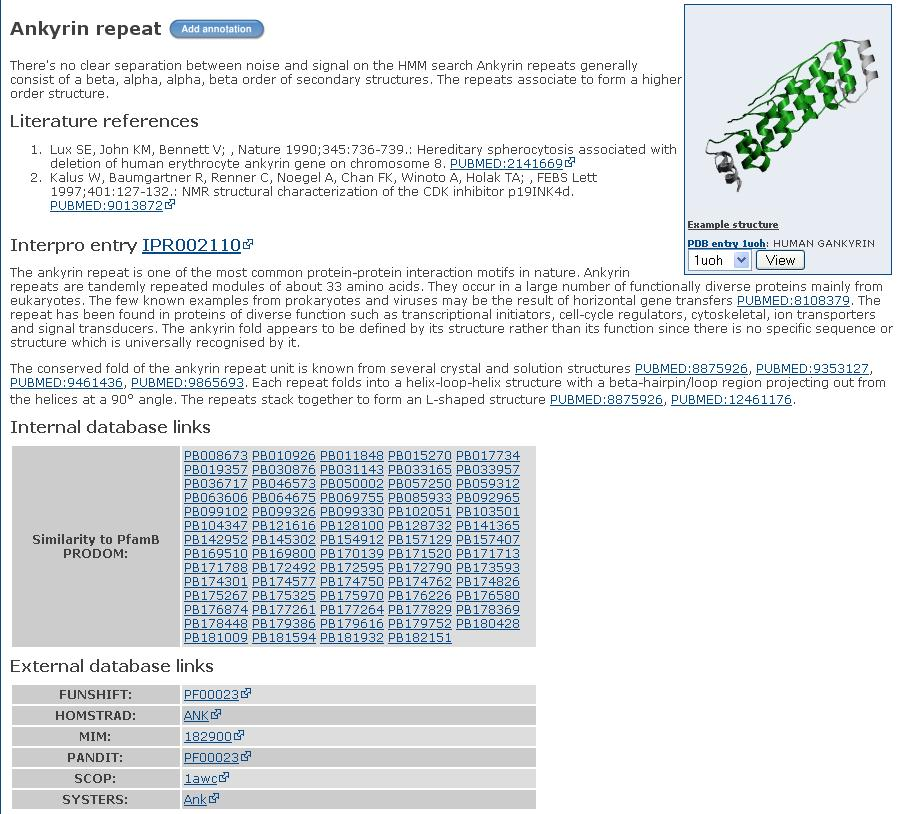 Ankyrin repeat Add annotation
There's no clear separation between noise and signal on the HMM search Ankyrin repeats generally
consist of a beta, alpha, alpha, beta order of secondary structures. The repeats associate to form a higher
order structure.
Literature references
1. Lux SE, John KM, Bennett V; , Nature 1990;345:736-739.: Hereditary spherocytosis associated with
deletion of human erythrocyte ankyrin gene on chromosome 8. PUBMED:2141669
2. Kalus W, Baumgartner R, Renner C, Noegel A, Chan FK, Winoto A, Holak TA; , FEBS Lett
1997;401:127-132.: NMR structural characterization of the CDK inhibitor p19INK4d.
PUBMED:9013872
Example structure
PDB entry 1uoh: HUMAN GANKYRIN
1uoh View
Interpro entry IPR002110
The ankyrin repeat is one of the most common protein-protein interaction motifs in nature. Ankyrin
repeats are tandemly repeated modules of about 33 amino acids. They occur in a large number of functionally diverse proteins mainly from
eukaryotes. The few known examples from prokaryotes and viruses may be the result of horizontal gene transfers PUBMED:8108379. The
repeat has been found in proteins of diverse function such as transcriptional initiators, cell-cycle regulators, cytoskeletal, ion transporters
and signal transducers. The ankyrin fold appears to be defined by its structure rather than its function since there is no specific sequence or
structure which is universally recognised by it.
The conserved fold of the ankyrin repeat unit is known from several crystal and solution structures PUBMED:8875926, PUBMED:9353127,
PUBMED:9461436, PUBMED:9865693. Each repeat folds into a helix-loop-helix structure with a beta-hairpin/loop region projecting out from
the helices at a 90° angle. The repeats stack together to form an L-shaped structure PUBMED:8875926, PUBMED:12461176.
Internal database links
Similarity to PfamB
PRODOM:
PB008673 PB010926 PB011848 PB015270 PB017734
PB019357 PB030876 PB031143 PB033165 PB033957
PB036717 PB046573 PB050002 PB057250 PB059312
PB063606 PB064675 PB069755 PB085933 PB092965
PB099102 PB099326 PB099330 PB102051 PB103501
PB104347 PB121616 PB128100 PB128732 PB141365
PB142952 PB145302 PB154912 PB157129 PB157407
PB169510 PB169800 PB170139 PB171520 PB171713
PB171788 PB172492 PB172595 PB172790 PB173593
PB174301 PB174577 PB174750 PB174762 PB174826
PB175267 PB175325 PB175970 PB176226 PB176580
PB176874 PB177261 PB177264 PB177829 PB178369
PB178448 PB179386 PB179616 PB179752 PB180428
PB181009 PB181594 PB181932 PB182151
External database links
FUNSHIFT: PF00023
HOMSTRAD: ANK
MIM: 182900
PANDIT: PF00023
SCOP: 1awc
SYSTERS: Ank